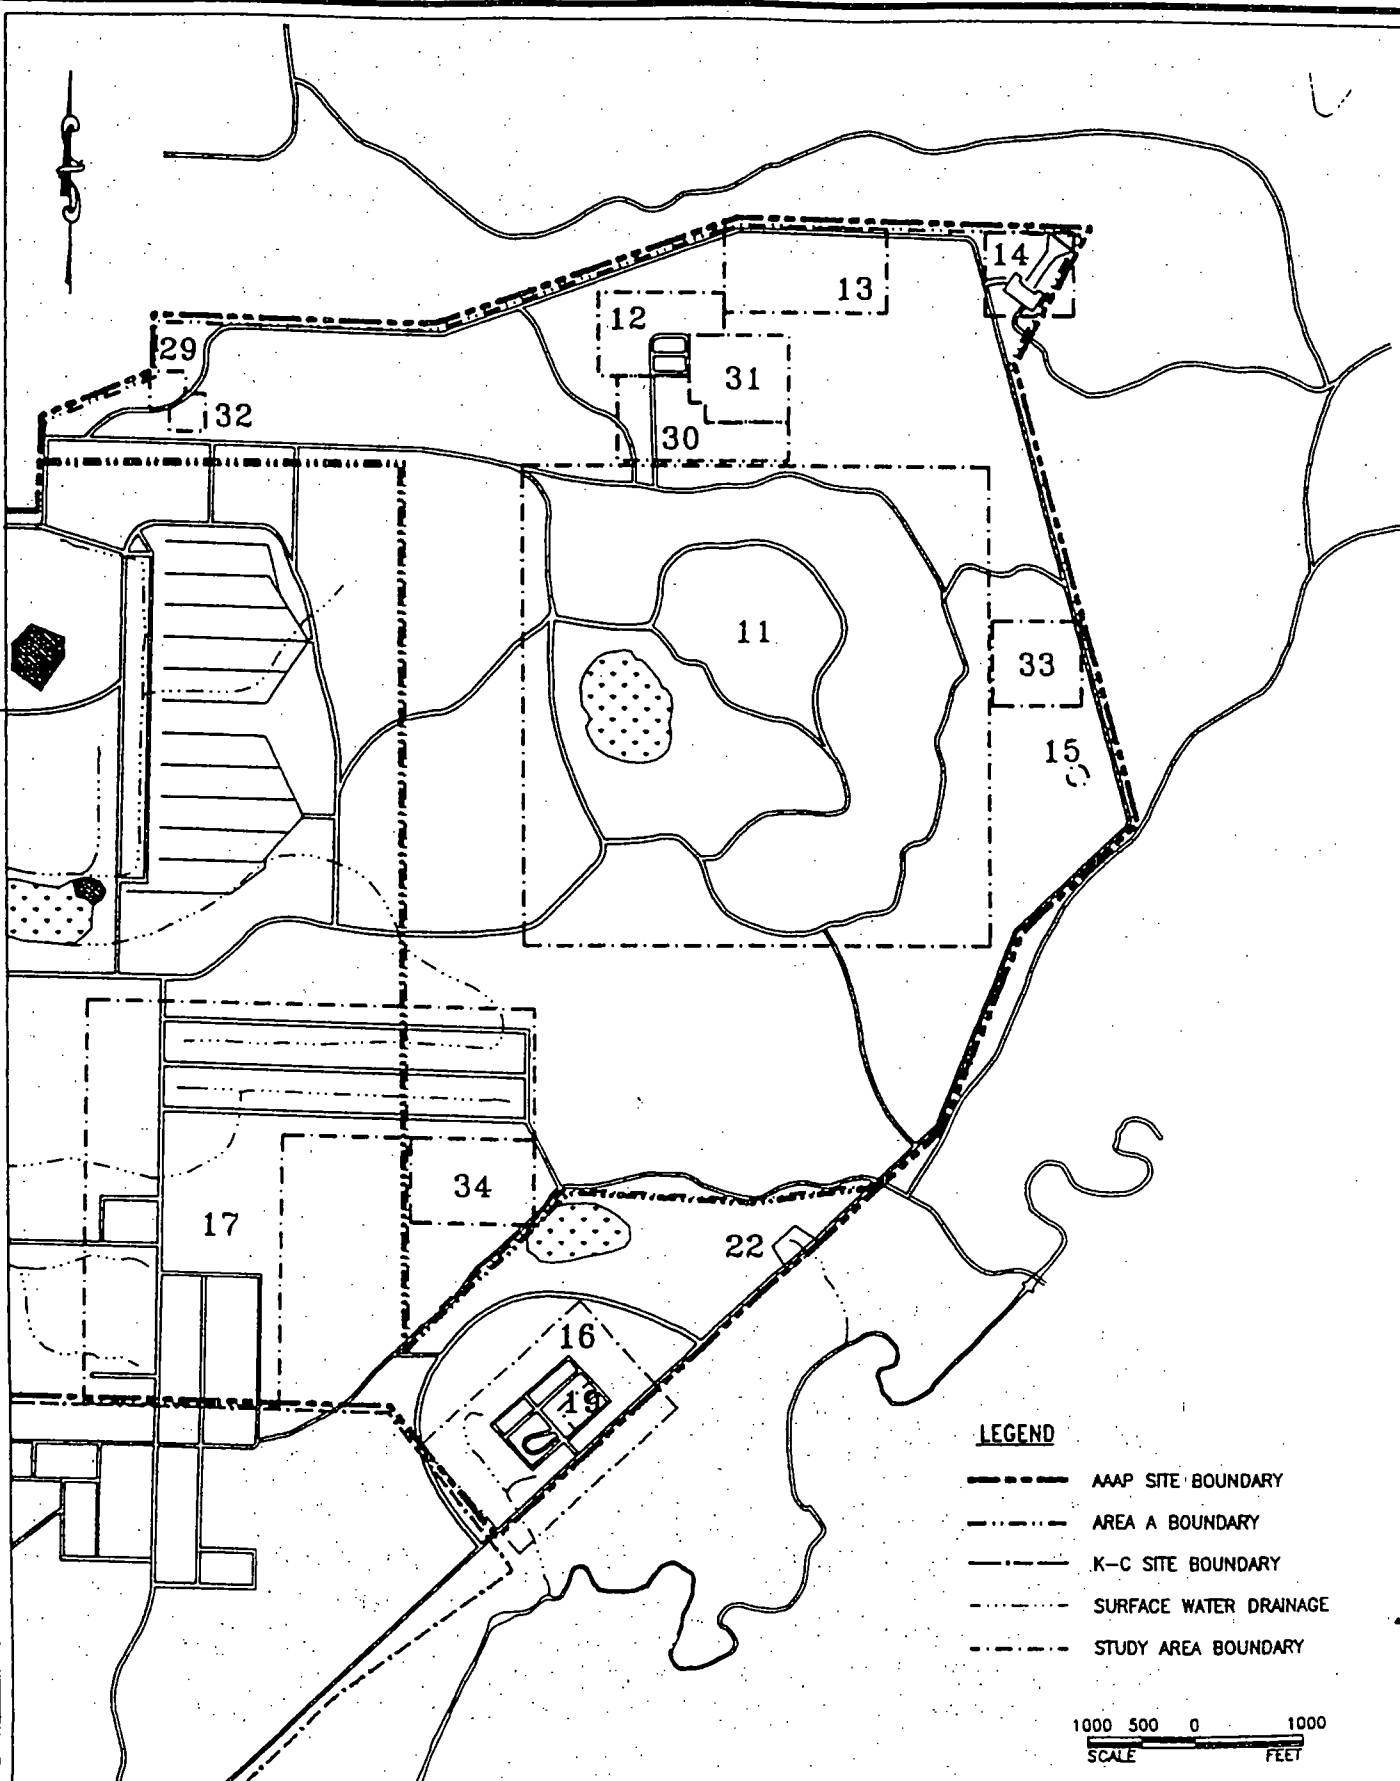 14
13
12
29
31
32
30
11
33
15
34
17
22
16
19
LEGEND
AAAP SITE BOUNDARY
AREA A BOUNDARY
K-C SITE BOUNDARY
SURFACE WATER DRAINAGE
STUDY AREA BOUNDARY
1000 500 0 1000
SCALE FEET